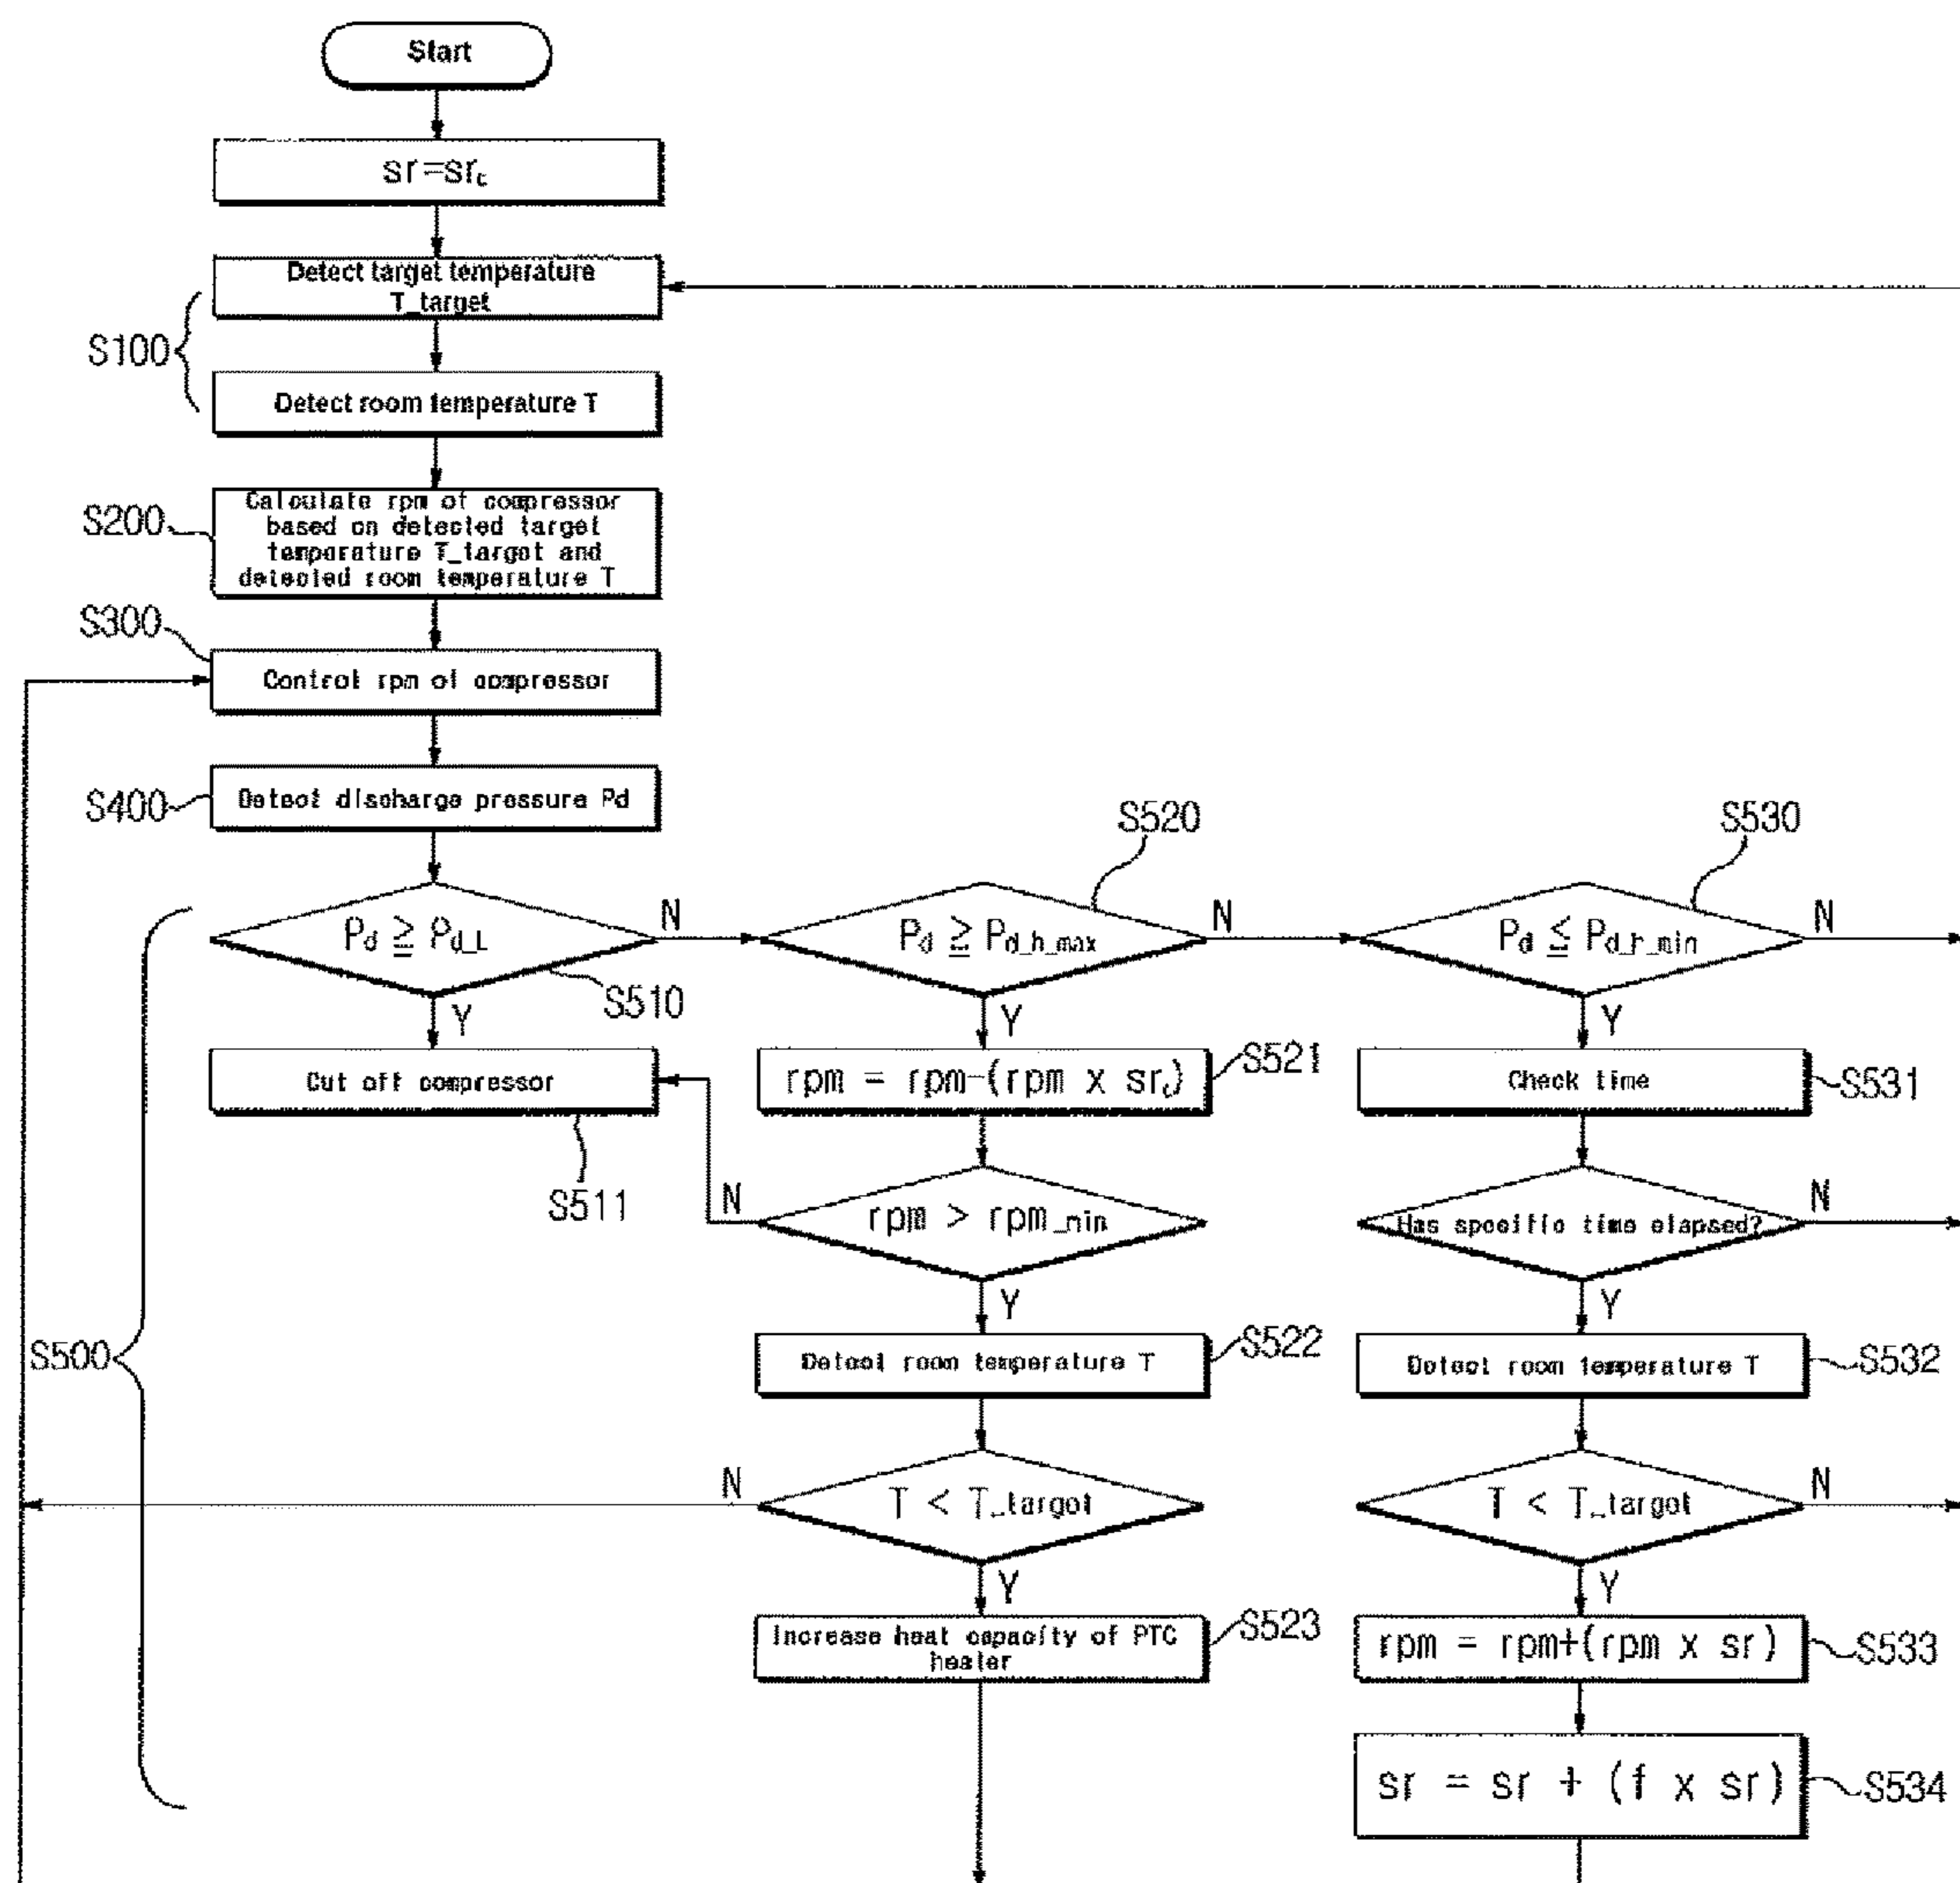 Start
sr=sr꜀
Detect target temperature
T_target
S100
Detect room temperature T
S200
Calculate rpm of compressor
based on detected target
temperature T_target and
detected room temperature T
S300
Control rpm of compressor
S400
Detect discharge pressure Pd
S520
S530
Pd ≧ Pd_L
N
Pd ≧ Pd_h_max
N
Pd ≦ Pd_h_min
N
S510
Y
Y
Y
Cut off compressor
rpm = rpm-(rpm x sr꜀)
S521
Check time
S531
S511
N
rpm > rpm_min
Has specific time elapsed?
N
Y
Y
S500
Detect room temperature T
S522
Detect room temperature T
S532
N
T < T_target
T < T_target
N
Y
Y
Increase heat capacity of PTC
heater
S523
rpm = rpm+(rpm x sr)
S533
sr = sr + (f x sr)
S534